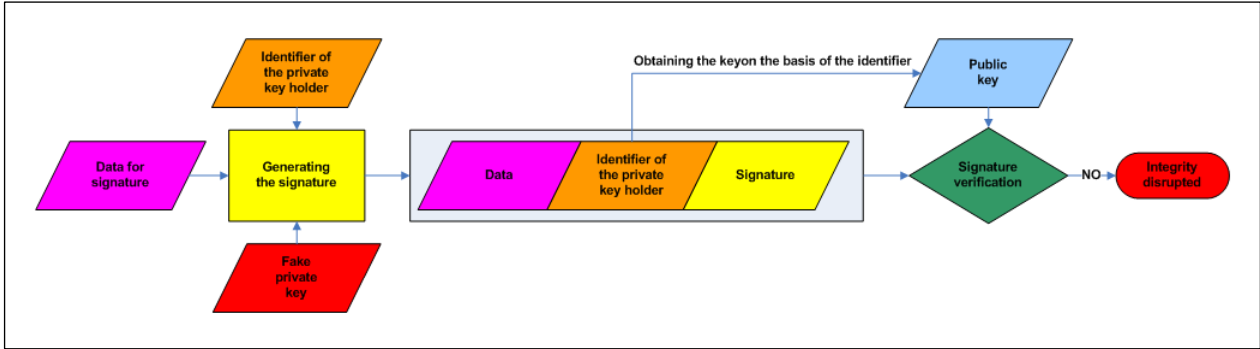 Identifier of
the private
key holder
Obtaining the keyon the basis of the identifier
Public
key
Data for
signature
Generating
the signature
Data
Identifier of
the private
key holder
Signature
Signature
verification
NO
Integrity
disrupted
Fake
private
key